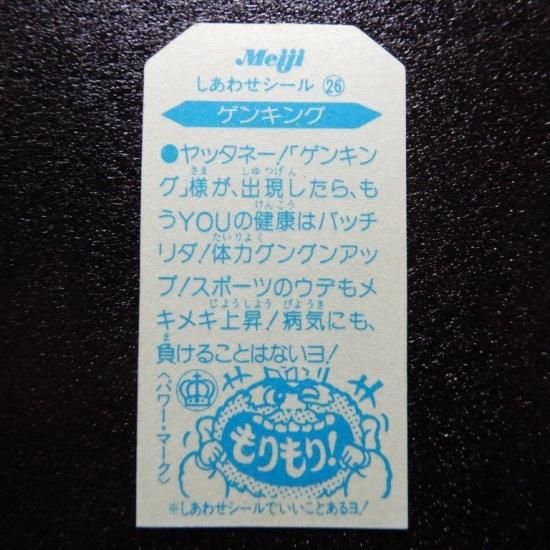 Meiji
しあわせシール ㉖
ゲンキング
●ヤッタネー!「ゲンキン
グ」様が、出現したら、も
うYOUの健康はバッチ
リダ!体力グングンアッ
プ!スポーツのウデもメ
キメキ上昇!病気にも、
負けることはないヨ!
〈パワー・マーク〉
もりもり!
※しあわせシールでいいことあるヨ!